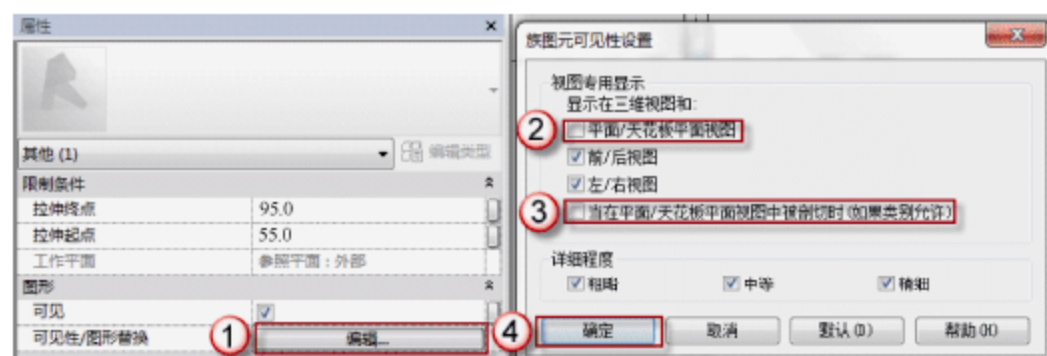 属性
其他 (1)
编辑类型
限制条件
拉伸终点 95.0
拉伸起点 55.0
工作平面 参照平面 : 外部
图形
可见
可见性/图形替换 编辑...
1
族图元可见性设置
视图专用显示
显示在三维视图和:
2 平面/天花板平面视图
前/后视图
左/右视图
3 当在平面/天花板平面视图中被剖切时(如果类别允许)
详细程度
粗略 中等 精细
4 确定 取消 默认(D) 帮助(H)